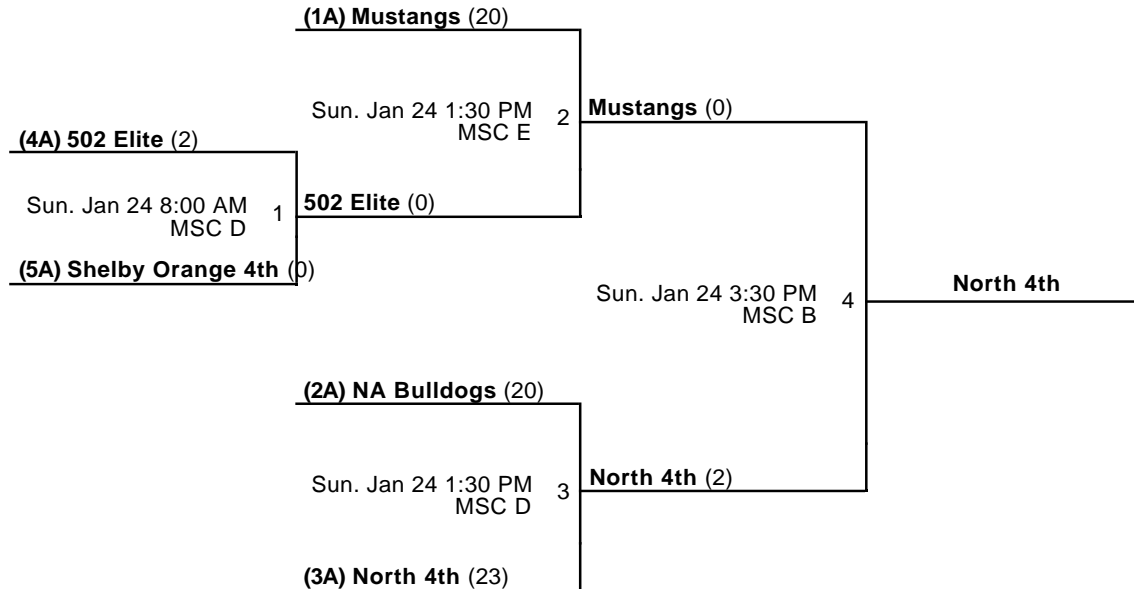 (1A) Mustangs (20)
Sun. Jan 24 1:30 PM 2
MSC E
Mustangs (0)
(4A) 502 Elite (2)
Sun. Jan 24 8:00 AM 1
MSC D
502 Elite (0)
(5A) Shelby Orange 4th (0)
Sun. Jan 24 3:30 PM 4
MSC B
North 4th
(2A) NA Bulldogs (20)
Sun. Jan 24 1:30 PM 3
MSC D
North 4th (2)
(3A) North 4th (23)